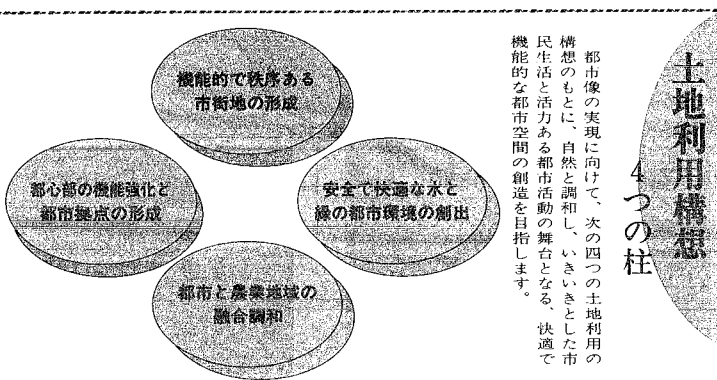 土地利用構想
4つの柱
都市像の実現に向けて、次の四つの土地利用の
構想のもとに、自然と調和し、いきいきとした市
民生活と活力ある都市活動の舞台となる、快適で
機能的な都市空間の創造を目指します。
機能的で秩序ある
市街地の形成
安全で快適な水と
緑の都市環境の創出
都心部の機能強化と
都市拠点の形成
都市と農業地域の
融合調和